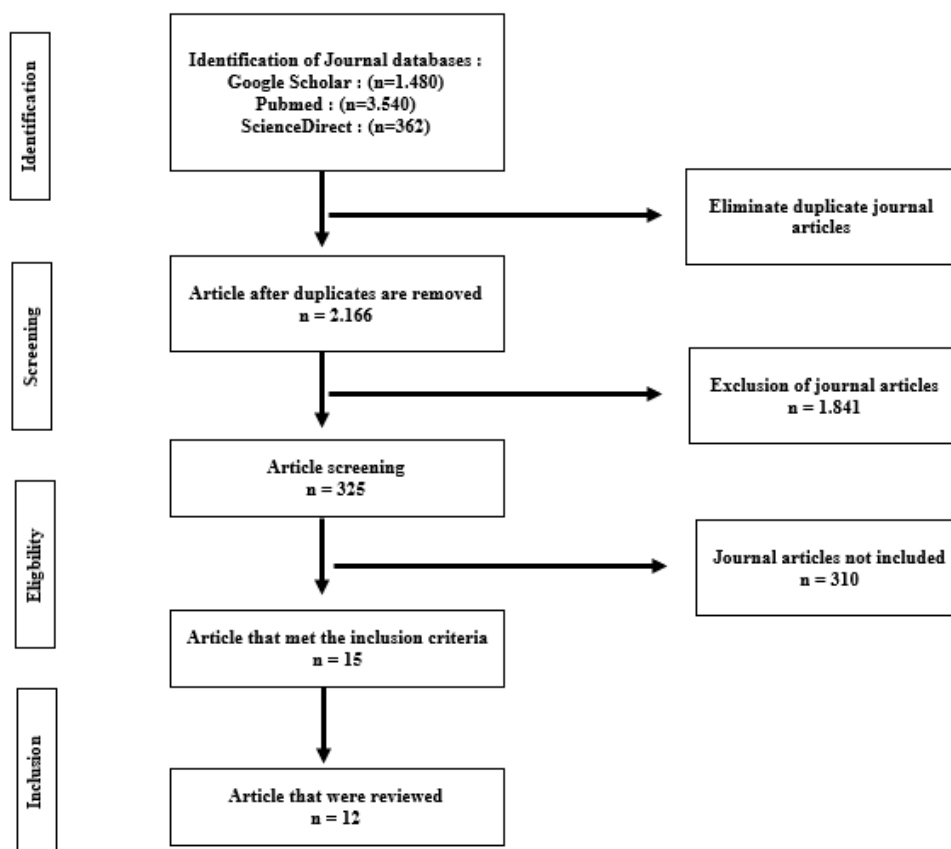 Identification
Identification of Journal databases :
Google Scholar : (n=1.480)
Pubmed : (n=3.540)
ScienceDirect : (n=362)
Eliminate duplicate journal
articles
Screening
Article after duplicates are removed
n = 2.166
Exclusion of journal articles
n = 1.841
Article screening
n = 325
Eligbility
Journal articles not included
n = 310
Article that met the inclusion criteria
n = 15
Inclusion
Article that were reviewed
n = 12